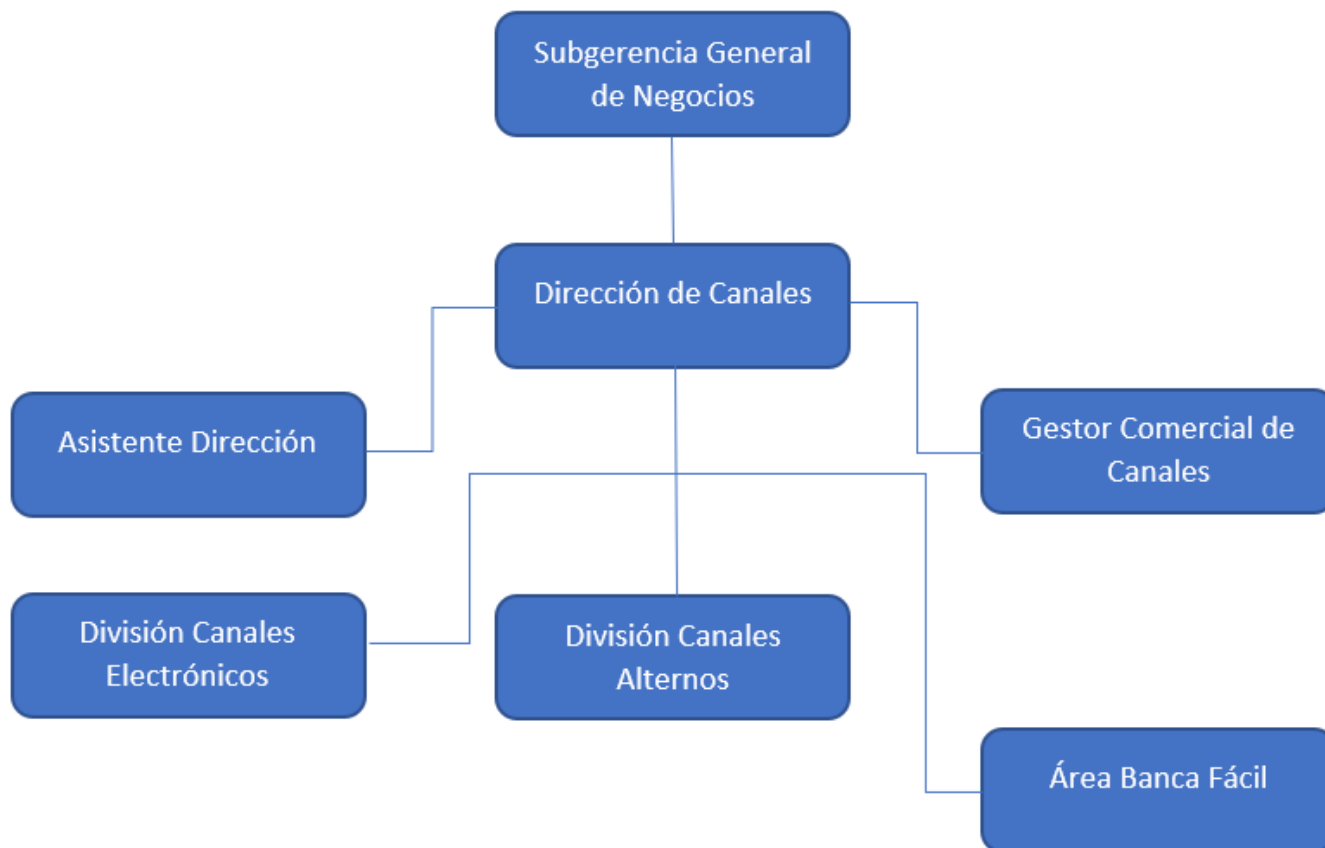 Subgerencia General
de Negocios
Dirección de Canales
Asistente Dirección
Gestor Comercial de
Canales
División Canales
Electrónicos
División Canales
Alternos
Área Banca Fácil